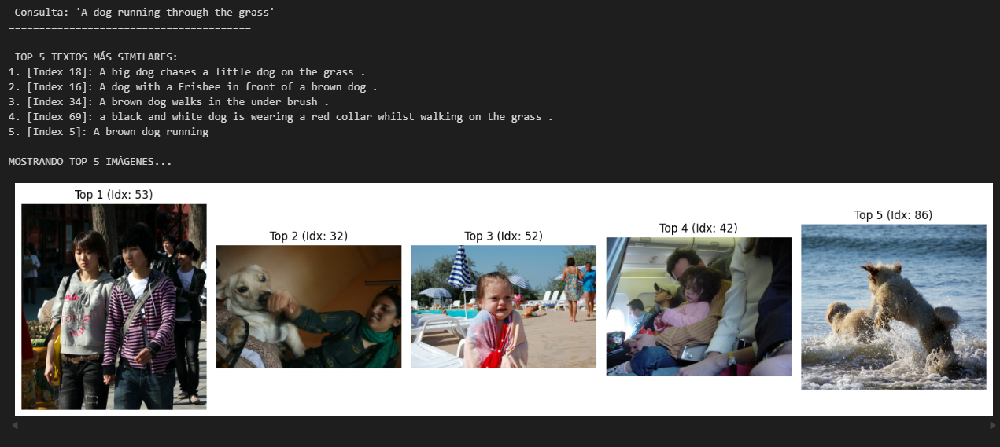 Consulta: 'A dog running through the grass'
========================================
TOP 5 TEXTOS MÁS SIMILARES:
1. [Index 18]: A big dog chases a little dog on the grass .
2. [Index 16]: A dog with a Frisbee in front of a brown dog .
3. [Index 34]: A brown dog walks in the under brush .
4. [Index 69]: a black and white dog is wearing a red collar whilst walking on the grass .
5. [Index 5]: A brown dog running
MOSTRANDO TOP 5 IMÁGENES...
Top 1 (Idx: 53)
Top 2 (Idx: 32)
Top 3 (Idx: 52)
Top 4 (Idx: 42)
Top 5 (Idx: 86)